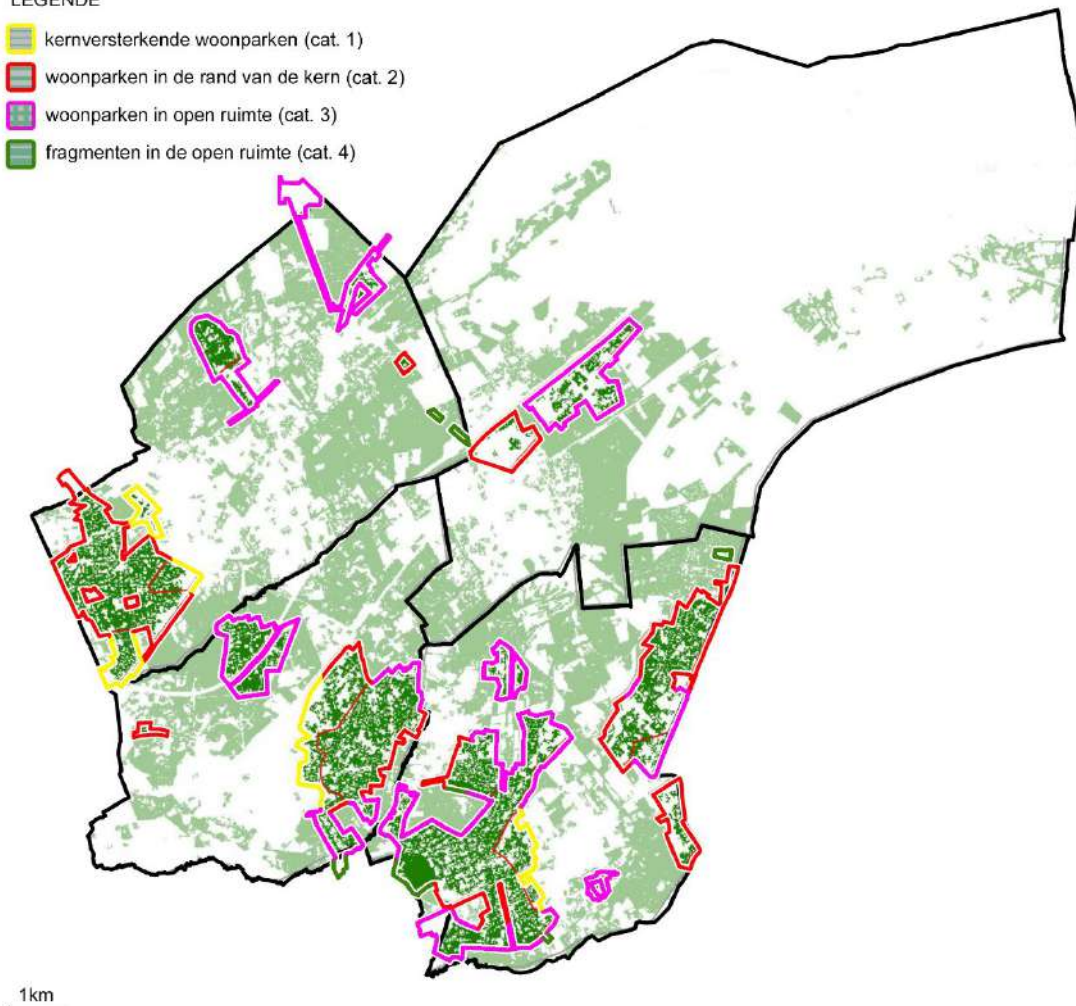 LEGENDE
kernversterkende woonparken (cat. 1)
woonparken in de rand van de kern (cat. 2)
woonparken in open ruimte (cat. 3)
fragmenten in de open ruimte (cat. 4)
1km